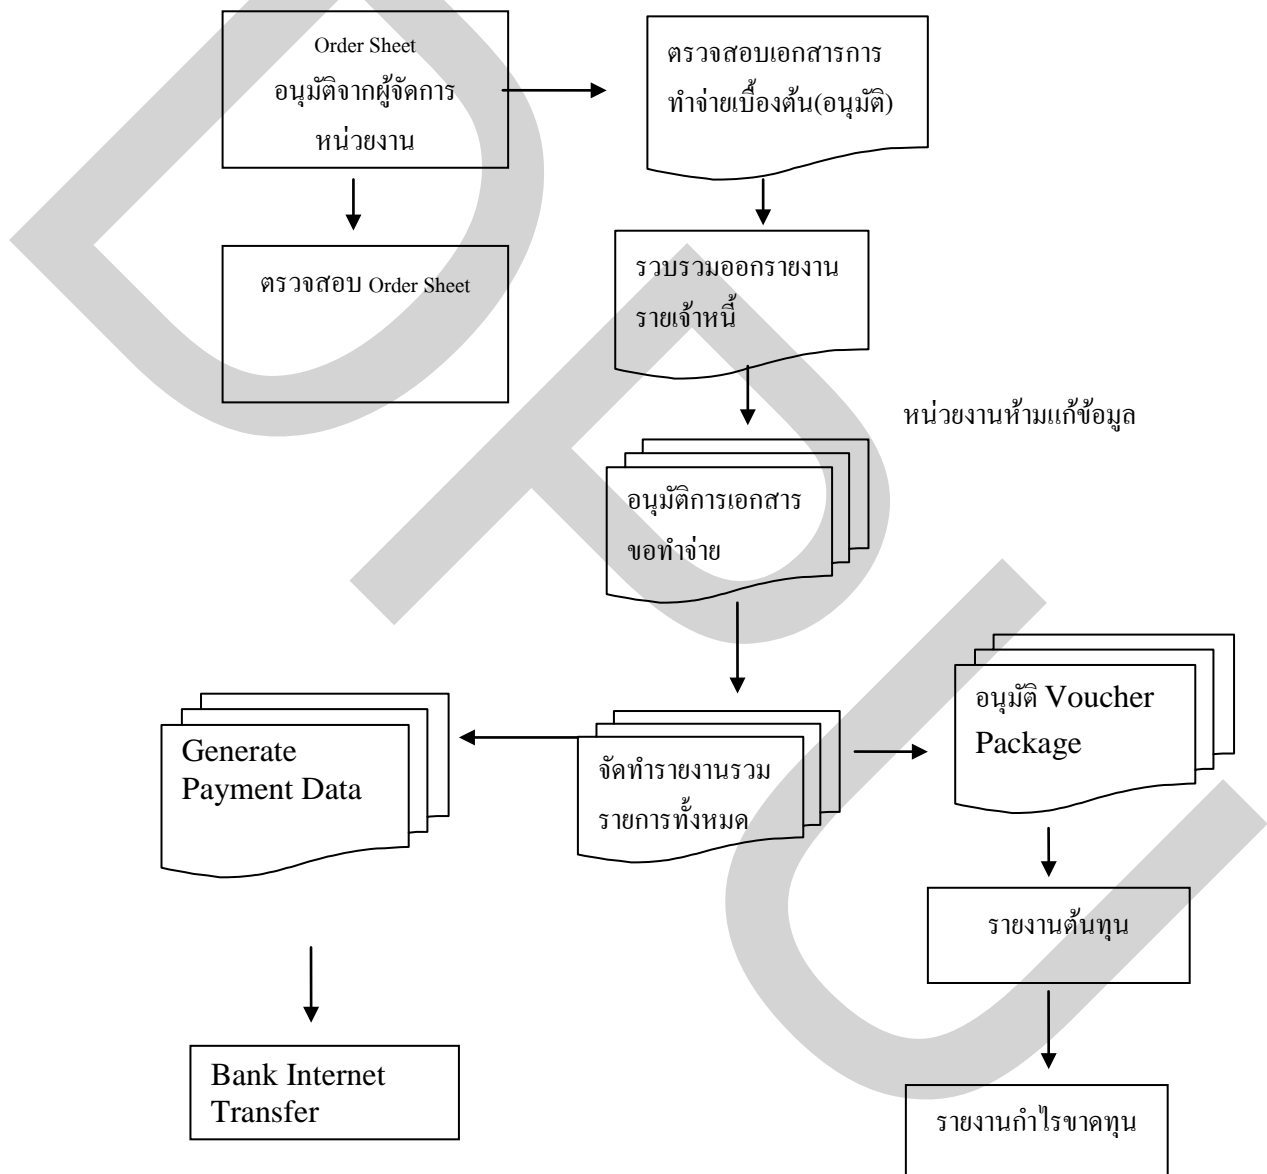 Order Sheet
อนุมัติจากผู้จัดการ
หน่วยงาน
ตรวจสอบเอกสารการ
ทำจ่ายเบื้องต้น(อนุมัติ)
ตรวจสอบ Order Sheet
รวบรวมออกรายงาน
รายเจ้าหนี้
หน่วยงานห้ามแก้ข้อมูล
อนุมัติการเอกสาร
ขอทำจ่าย
Generate
Payment Data
จัดทำรายงานรวม
รายการทั้งหมด
อนุมัติ Voucher
Package
รายงานต้นทุน
Bank Internet
Transfer
รายงานกำไรขาดทุน
DPU